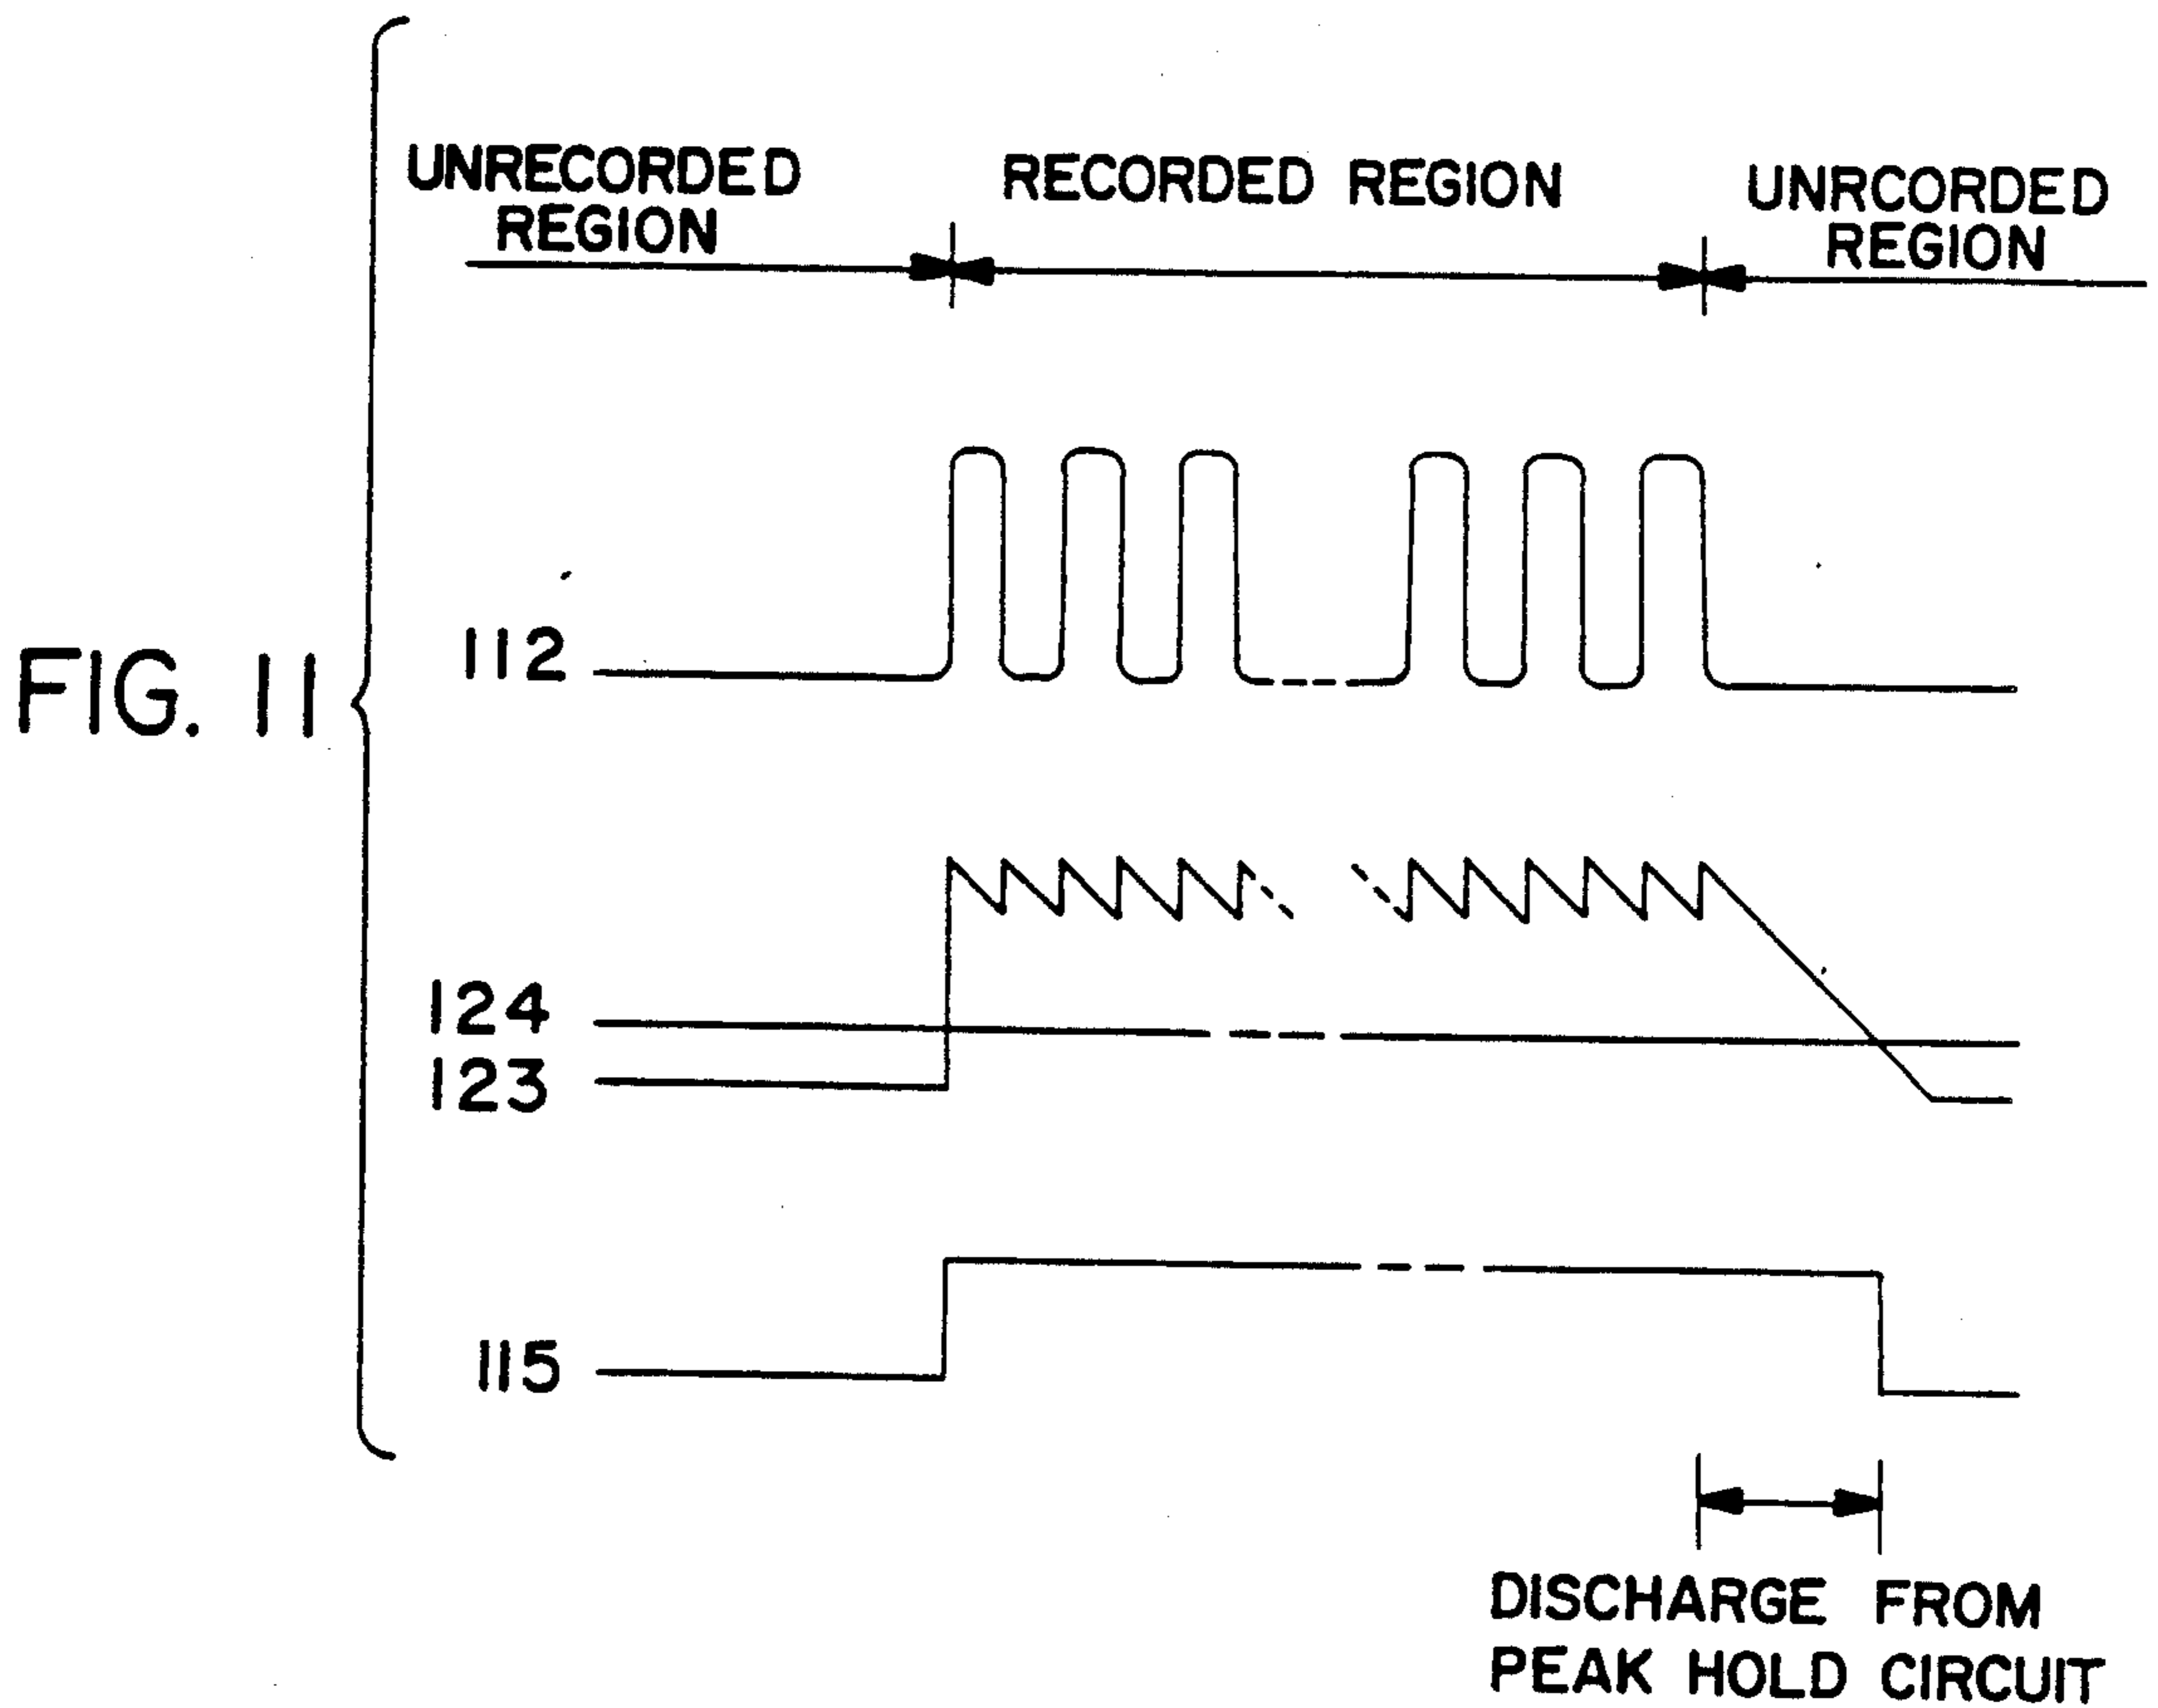 UNRECORDED
REGION
RECORDED REGION
UNRCORDED
REGION
FIG. 11
112
124
123
115
DISCHARGE FROM
PEAK HOLD CIRCUIT